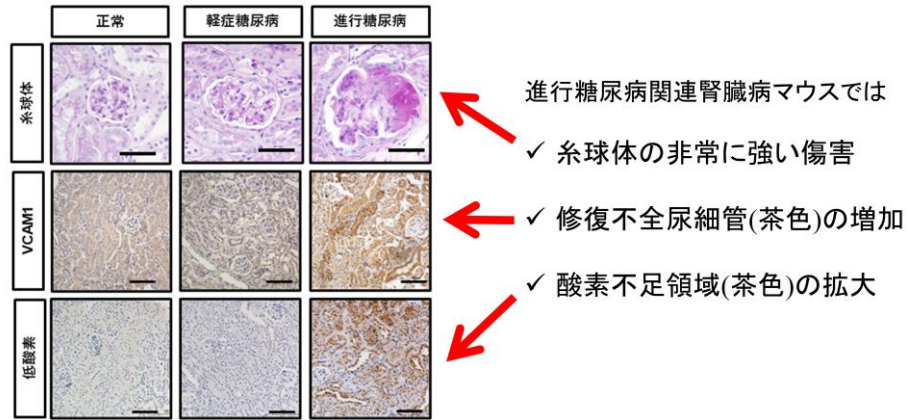 正常
軽症糖尿病
進行糖尿病
糸球体
VCAM1
低酸素
進行糖尿病関連腎臓病マウスでは
✓ 糸球体の非常に強い傷害
✓ 修復不全尿細管(茶色)の増加
✓ 酸素不足領域(茶色)の拡大